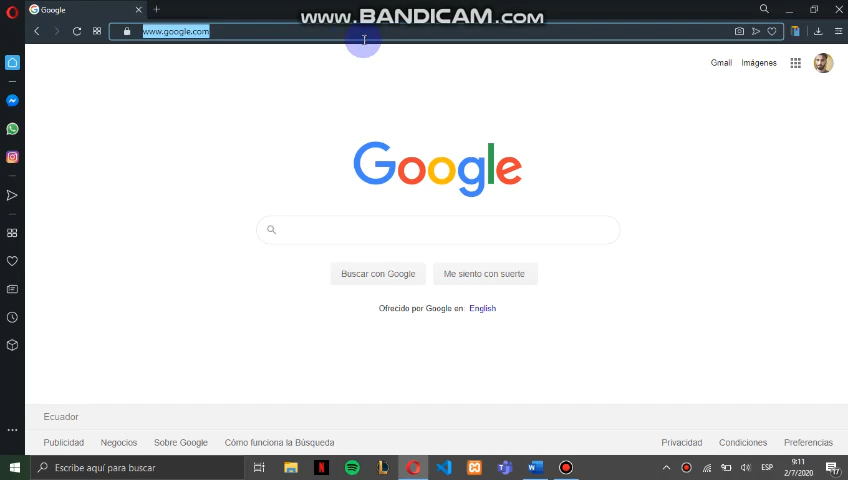 www.BANDICAM.com
Google
www.google.com
Gmail Imágenes
Google
Buscar con Google Me siento con suerte
Ofrecido por Google en: English
Ecuador
Publicidad Negocios Sobre Google Cómo funciona la Búsqueda Privacidad Condiciones Preferencias
Escribe aquí para buscar
ESP
9:11
2/7/2020
17